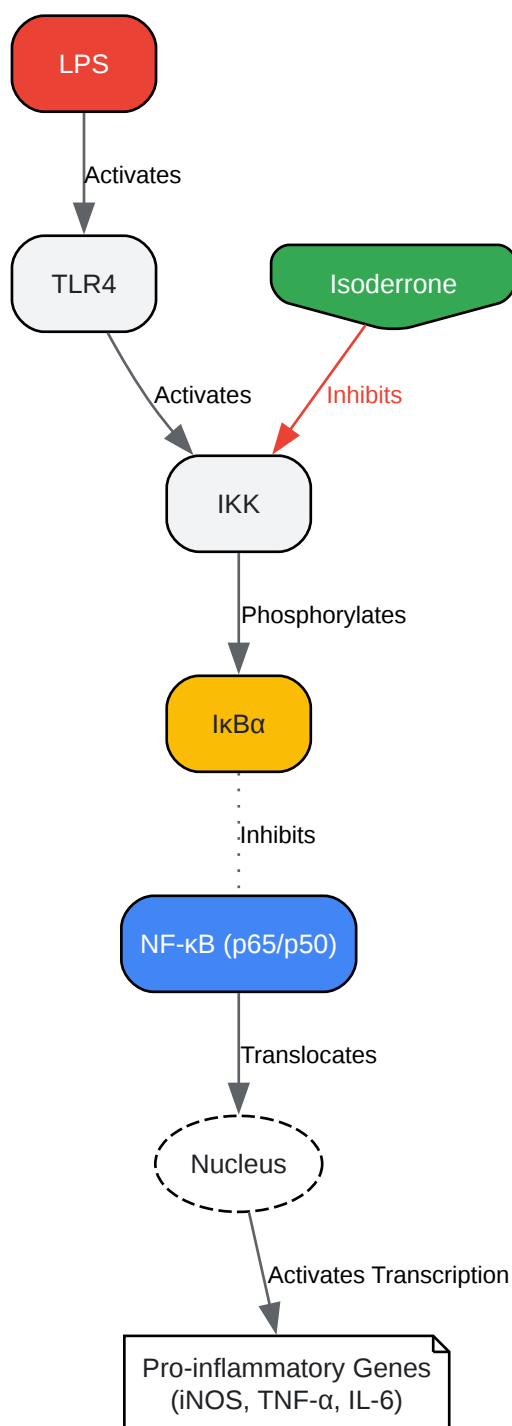 LPS
Activates
TLR4
Isoderrone
Activates
Inhibits
IKK
Phosphorylates
IκBα
Inhibits
NF-κB (p65/p50)
Translocates
Nucleus
Activates Transcription
Pro-inflammatory Genes
(iNOS, TNF-α, IL-6)